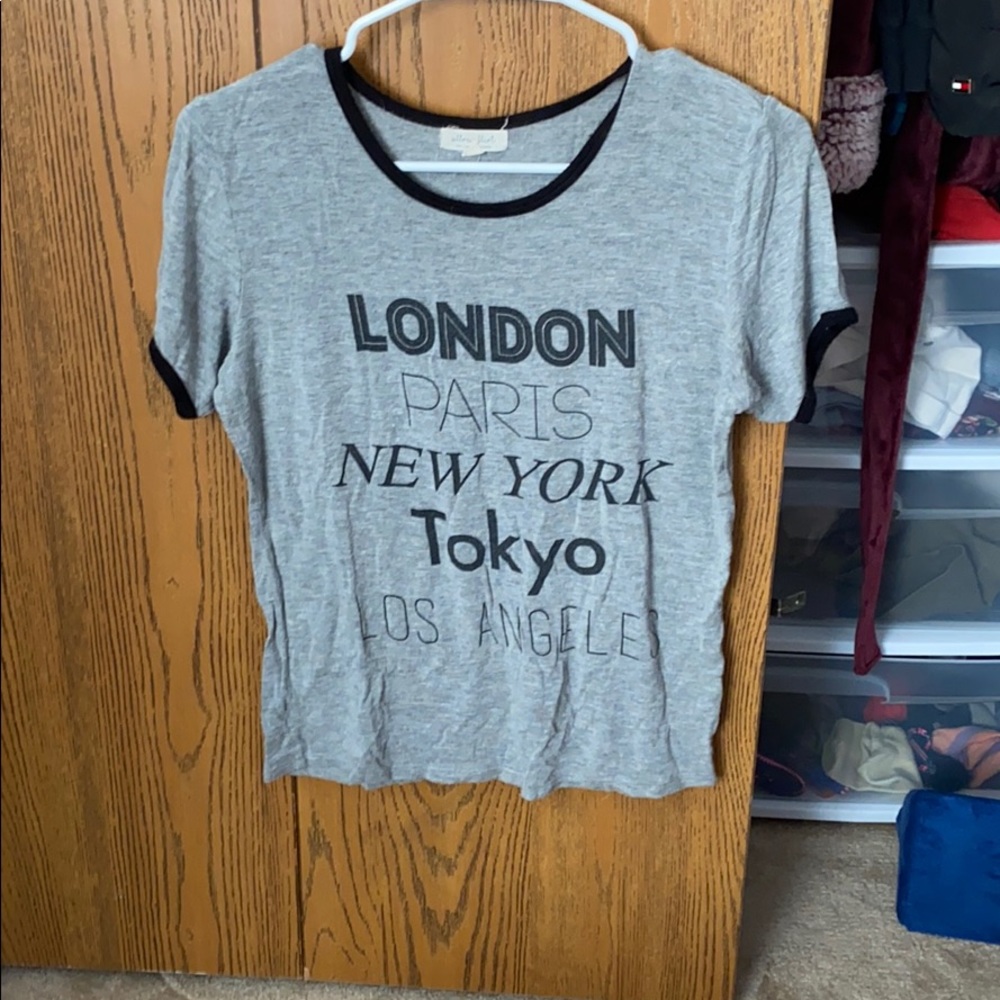 LONDON
PARIS
NEW YORK
Tokyo
LOS ANGELES